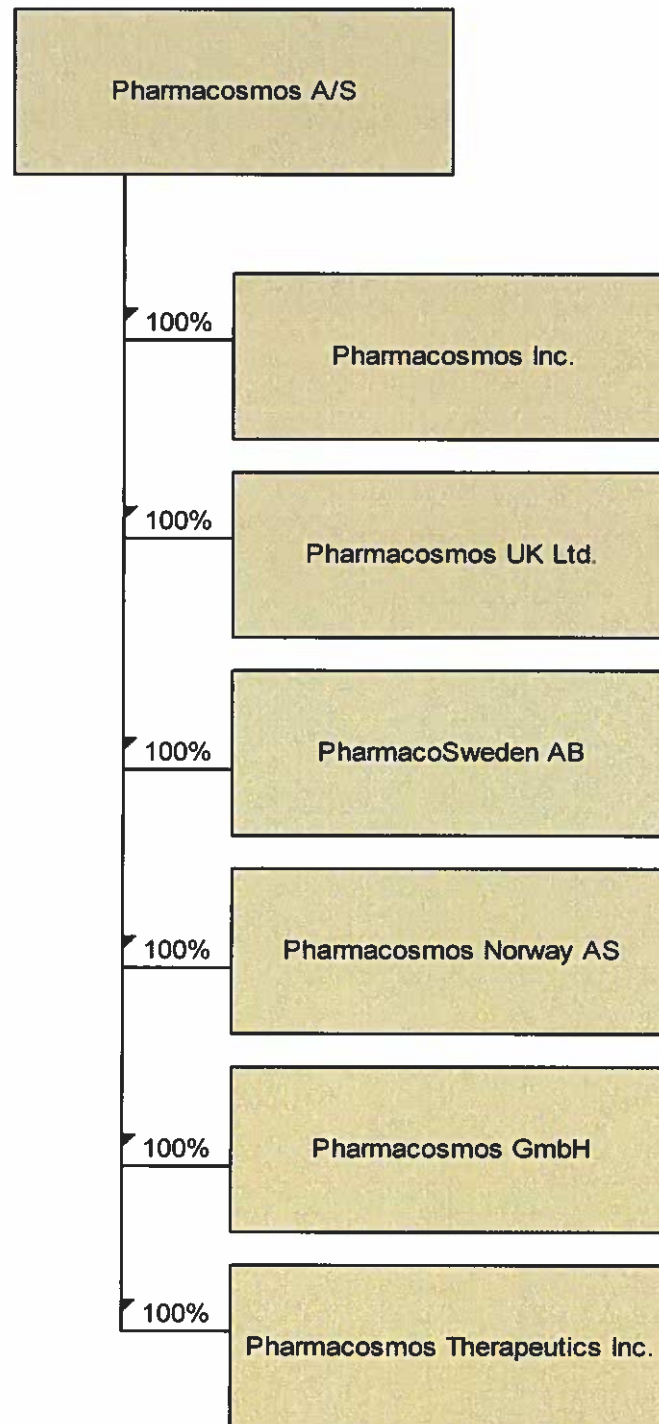 Pharmacosmos A/S
100%
Pharmacosmos Inc.
100%
Pharmacosmos UK Ltd.
100%
PharmacoSweden AB
100%
Pharmacosmos Norway AS
100%
Pharmacosmos GmbH
100%
Pharmacosmos Therapeutics Inc.